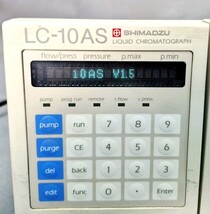 LC-10AS SHIMADZU
LIQUID CHROMATOGRAPH
flow/press pressure p.max p.min
10AS V1.5
pump prog run remote flow s.press
pump 7 8 9
purge CE 4 5 6
del back 1 2 3
edit func 0 · Enter